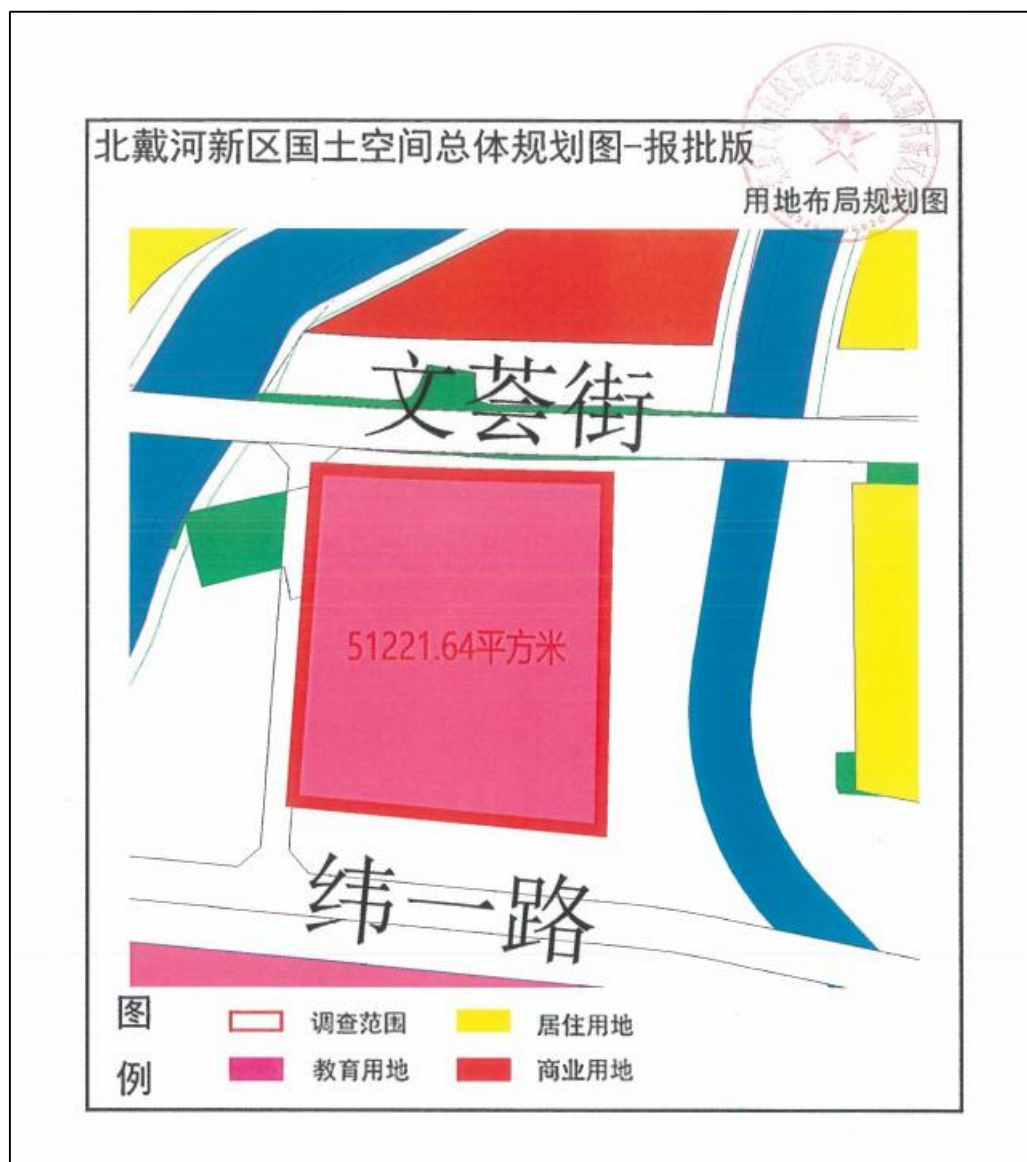 北戴河新区国土空间总体规划图-报批版
用地布局规划图
文荟街
51221.64平方米
纬一路
图例
调查范围
居住用地
教育用地
商业用地